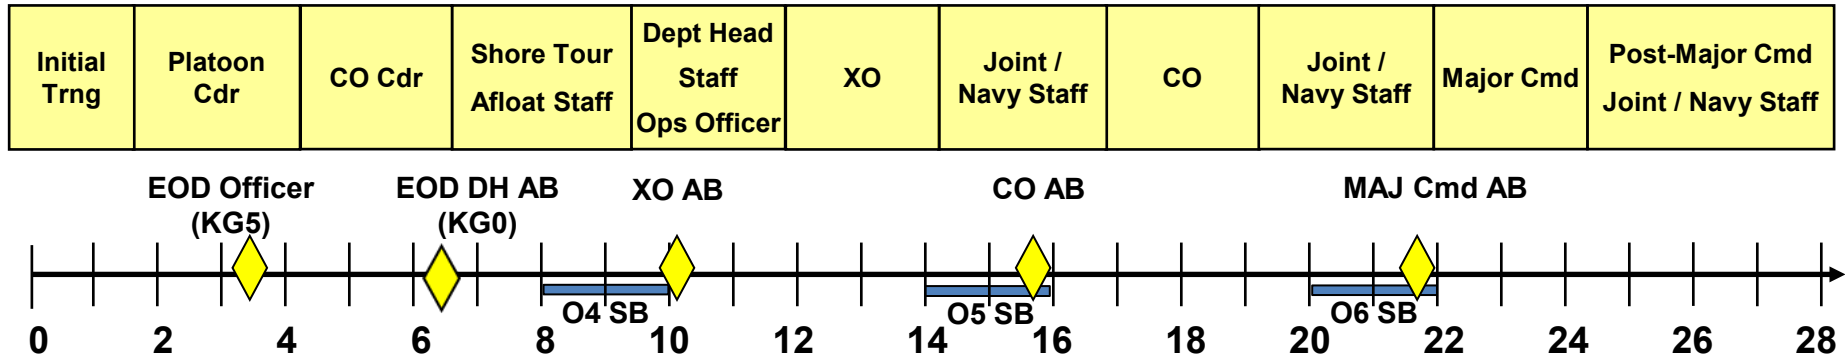 Initial
Trng
Platoon
Cdr
CO Cdr
Shore Tour
Afloat Staff
Dept Head
Staff
Ops Officer
XO
Joint /
Navy Staff
CO
Joint /
Navy Staff
Major Cmd
Post-Major Cmd
Joint / Navy Staff
EOD Officer
(KG5)
EOD DH AB
(KG0)
XO AB
CO AB
MAJ Cmd AB
O4 SB
O5 SB
O6 SB
0 2 4 6 8 10 12 14 16 18 20 22 24 26 28